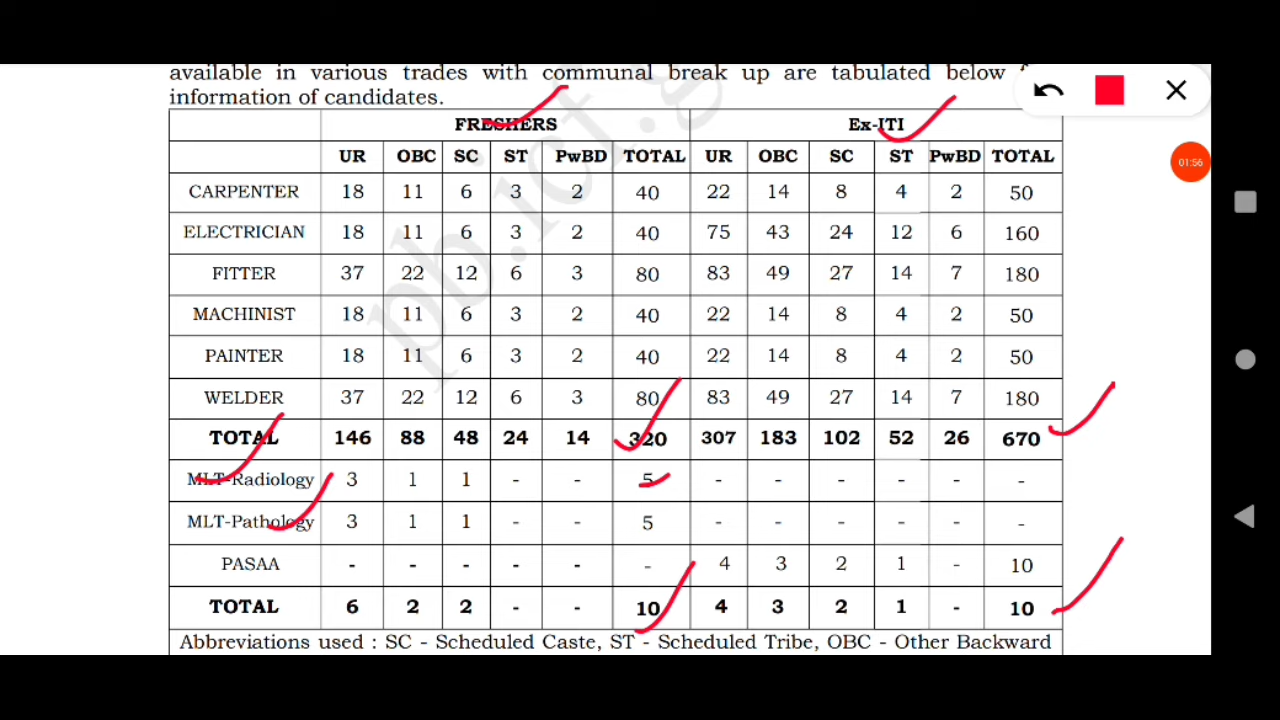 available in various trades with communal break up are tabulated below
information of candidates.
FRESHERS Ex-ITI
UR OBC SC ST PwBD TOTAL UR OBC SC ST PwBD TOTAL
CARPENTER 18 11 6 3 2 40 22 14 8 4 2 50
ELECTRICIAN 18 11 6 3 2 40 75 43 24 12 6 160
FITTER 37 22 12 6 3 80 83 49 27 14 7 180
MACHINIST 18 11 6 3 2 40 22 14 8 4 2 50
PAINTER 18 11 6 3 2 40 22 14 8 4 2 50
WELDER 37 22 12 6 3 80 83 49 27 14 7 180
TOTAL 146 88 48 24 14 320 307 183 102 52 26 670
MLT-Radiology 3 1 1 - - 5 - - - - - -
MLT-Pathology 3 1 1 - - 5 - - - - - -
PASAA - - - - - - 4 3 2 1 - 10
TOTAL 6 2 2 - - 10 4 3 2 1 - 10
Abbreviations used : SC - Scheduled Caste, ST - Scheduled Tribe, OBC - Other Backward
pb.icf.g
01:56